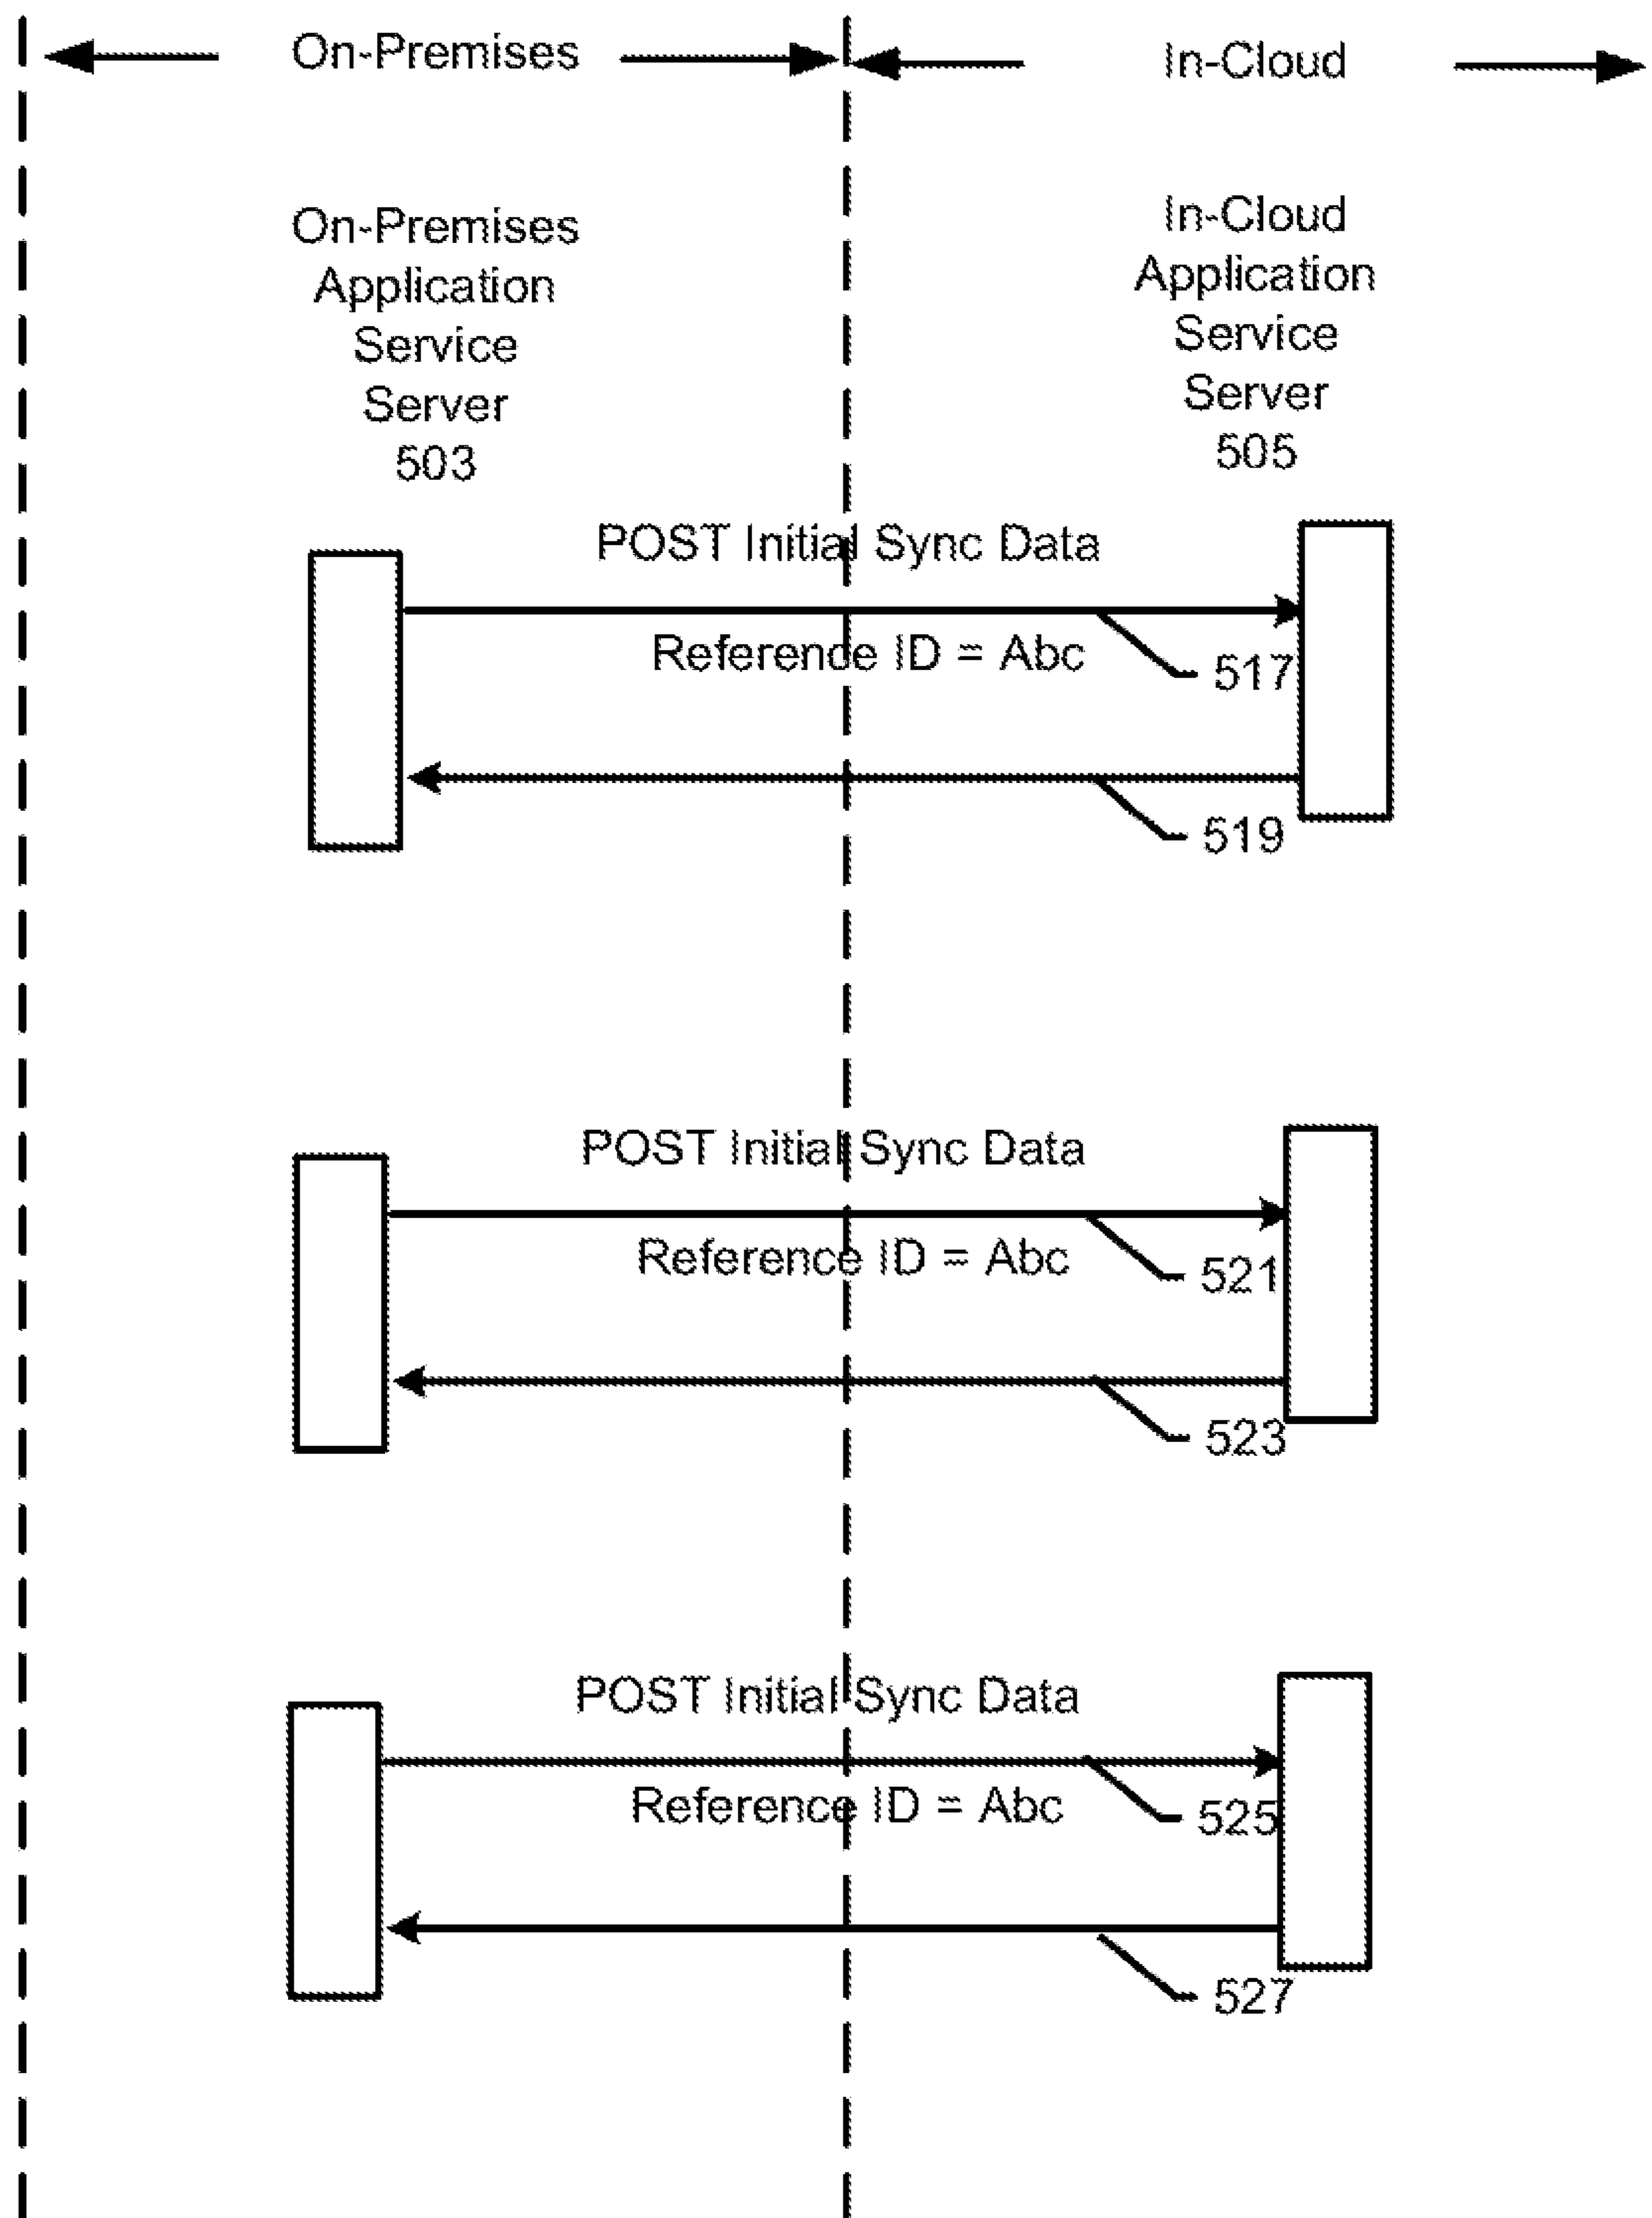 On-Premises
In-Cloud
On-Premises
Application
Service
Server
503
In-Cloud
Application
Service
Server
505
POST Initial Sync Data
Reference ID = Abc
517
519
POST Initial Sync Data
Reference ID = Abc
521
523
POST Initial Sync Data
Reference ID = Abc
525
527